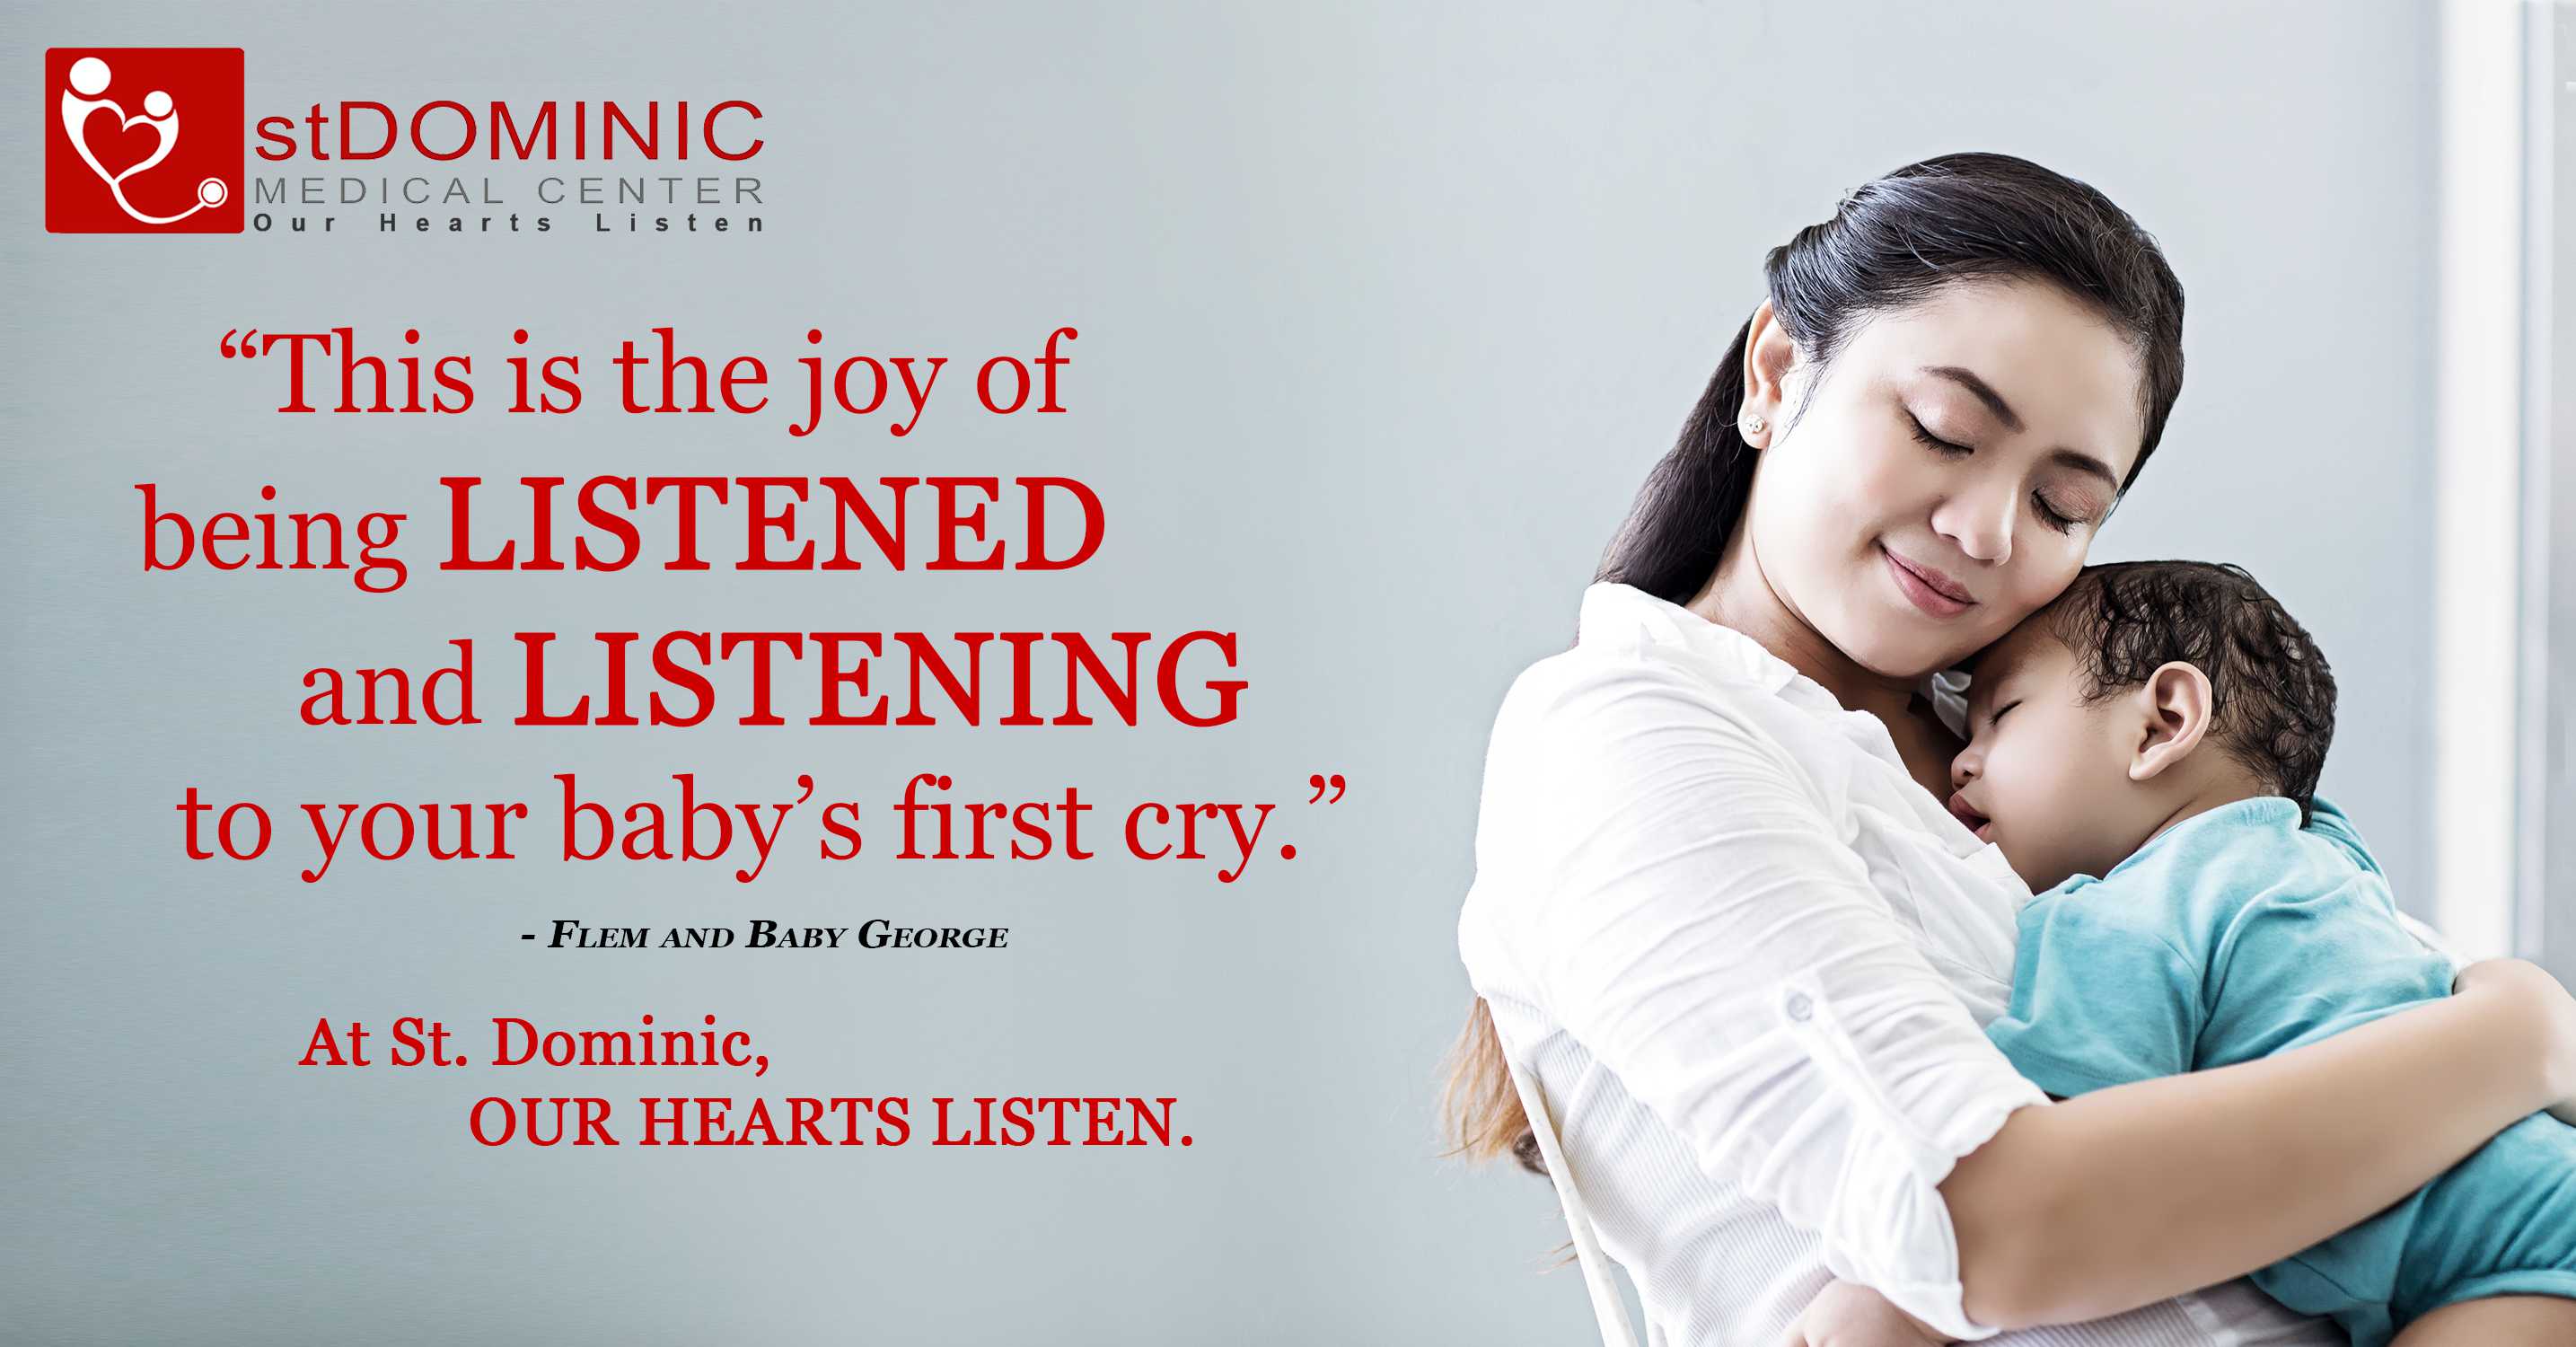 stDOMINIC
MEDICAL CENTER
Our Hearts Listen
“This is the joy of
being LISTENED
and LISTENING
to your baby’s first cry.”
- Flem and Baby George
At St. Dominic,
OUR HEARTS LISTEN.